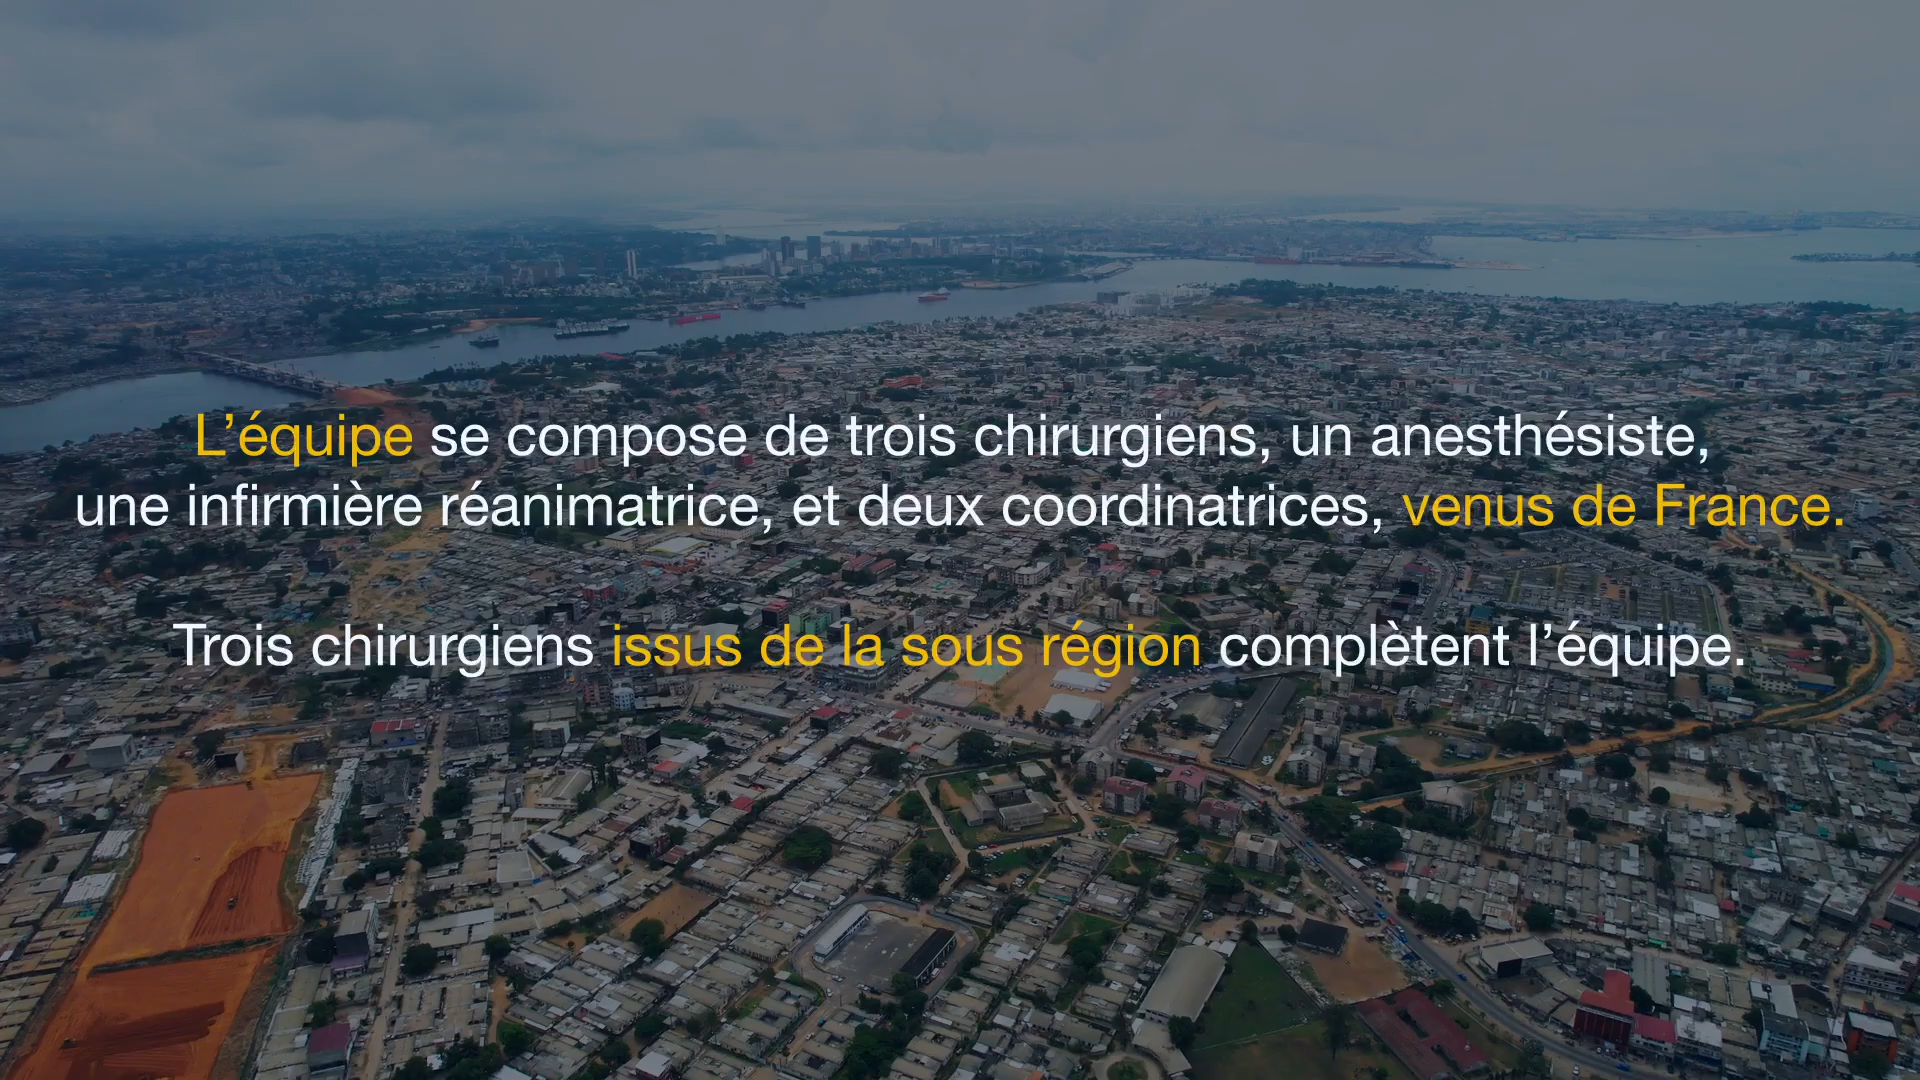 L’équipe se compose de trois chirurgiens, un anesthésiste,
une infirmière réanimatrice, et deux coordinatrices, venus de France.
Trois chirurgiens issus de la sous région complètent l’équipe.